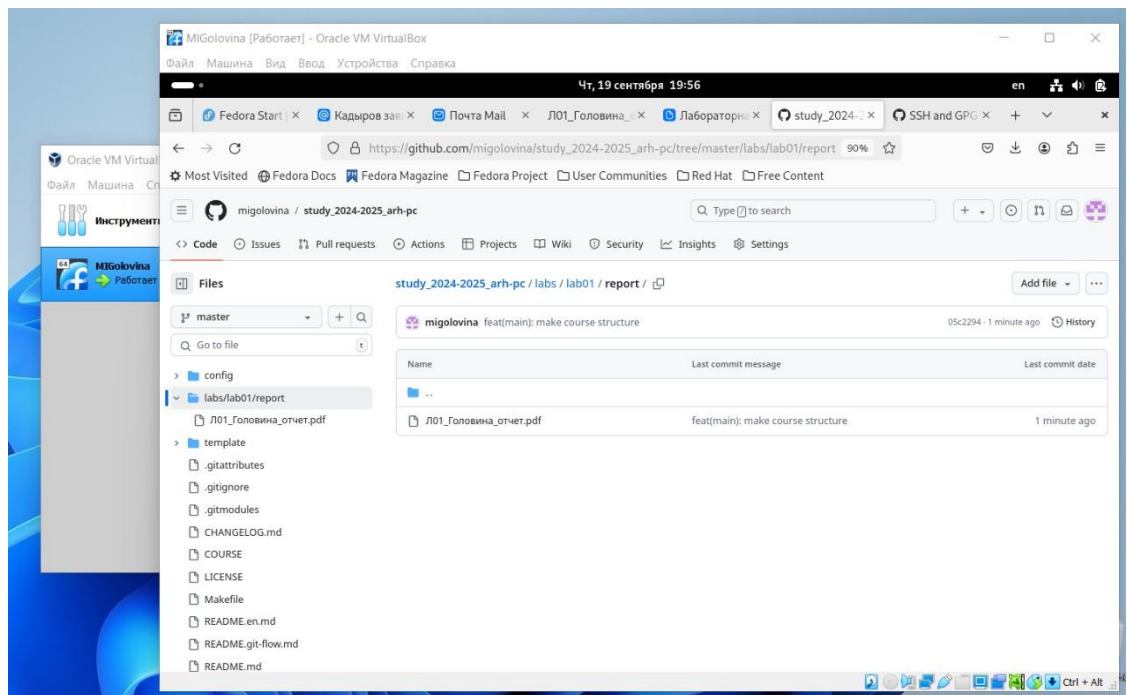 MIGolovina [Работает] - Oracle VM VirtualBox
Файл Машина Вид Ввод Устройства Справка
Чт, 19 сентября 19:56
en
Fedora Start
Кадыров
Почта Mail
Л01_Головина
Лабораторна
study_2024-2
SSH and GPG
https://github.com/migolovina/study_2024-2025_arh-pc/tree/master/labs/lab01/report 90%
Most Visited Fedora Docs Fedora Magazine Fedora Project User Communities Red Hat Free Content
Oracle VM Virtual
Файл Машина
64
MIGolovina
Работает
migolovina / study_2024-2025_arh-pc
Type / to search
Code Issues Pull requests Actions Projects Wiki Security Insights Settings
Files
study_2024-2025_arh-pc / labs / lab01 / report /
Add file
master
migolovina feat(main): make course structure
05c2294 · 1 minute ago History
Go to file t
Name Last commit message Last commit date
config
..
labs/lab01/report
Л01_Головина_отчет.pdf
Л01_Головина_отчет.pdf feat(main): make course structure 1 minute ago
template
.gitattributes
.gitignore
.gitmodules
CHANGELOG.md
COURSE
LICENSE
Makefile
README.en.md
README.git-flow.md
README.md
Ctrl + Alt